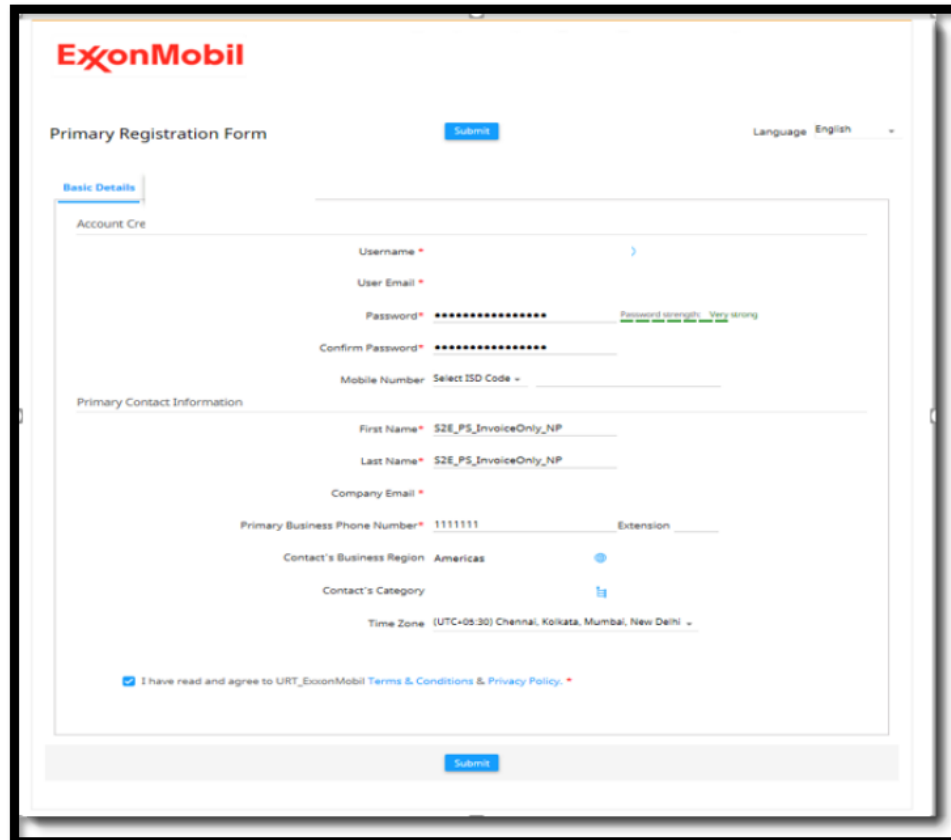 ExxonMobil
Primary Registration Form Submit Language English
Basic Details
Account Cre
Username *
User Email *
Password* •••••••••••••••• Password strength: Very strong
Confirm Password* ••••••••••••••••
Mobile Number Select ISD Code
Primary Contact Information
First Name* S2E_PS_InvoiceOnly_NP
Last Name* S2E_PS_InvoiceOnly_NP
Company Email *
Primary Business Phone Number* 1111111 Extension
Contact's Business Region Americas
Contact's Category
Time Zone (UTC+05:30) Chennai, Kolkata, Mumbai, New Delhi
I have read and agree to URT_ExxonMobil Terms & Conditions & Privacy Policy. *
Submit